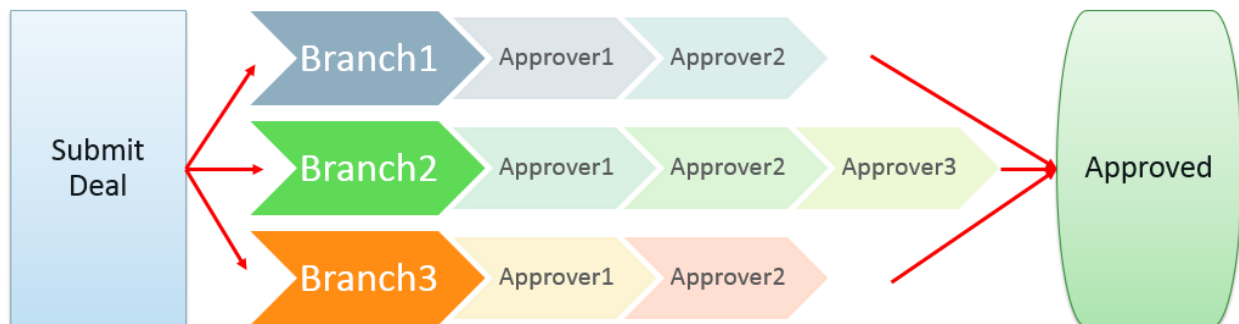 Submit
Deal
Branch1
Approver1
Approver2
Branch2
Approver1
Approver2
Approver3
Branch3
Approver1
Approver2
Approved